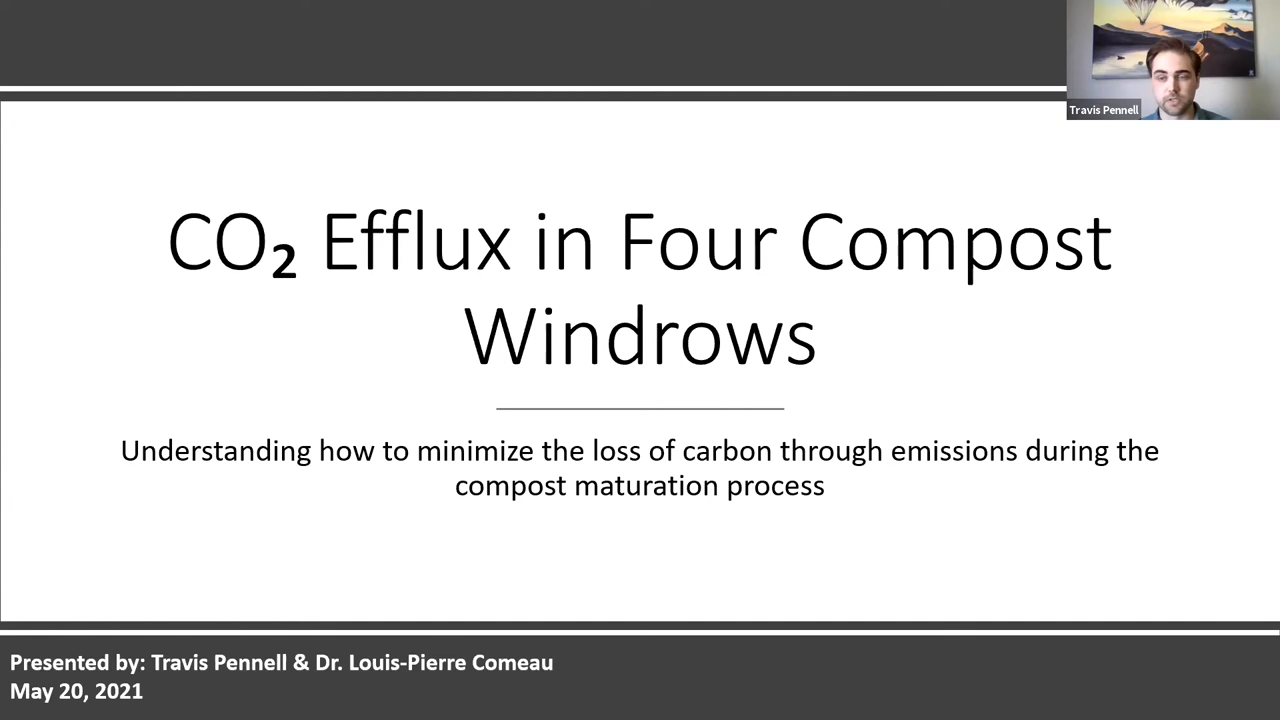 Travis Pennell
CO₂ Efflux in Four Compost
Windrows
Understanding how to minimize the loss of carbon through emissions during the
compost maturation process
Presented by: Travis Pennell & Dr. Louis-Pierre Comeau
May 20, 2021